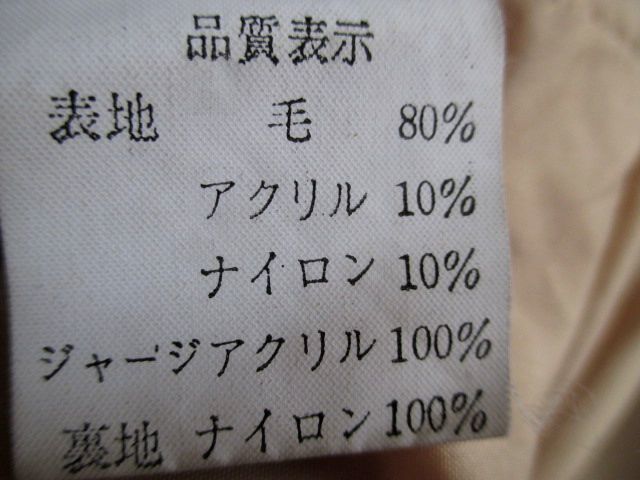 品質表示
表地 毛 80%
アクリル 10%
ナイロン 10%
ジャージアクリル 100%
裏地 ナイロン 100%